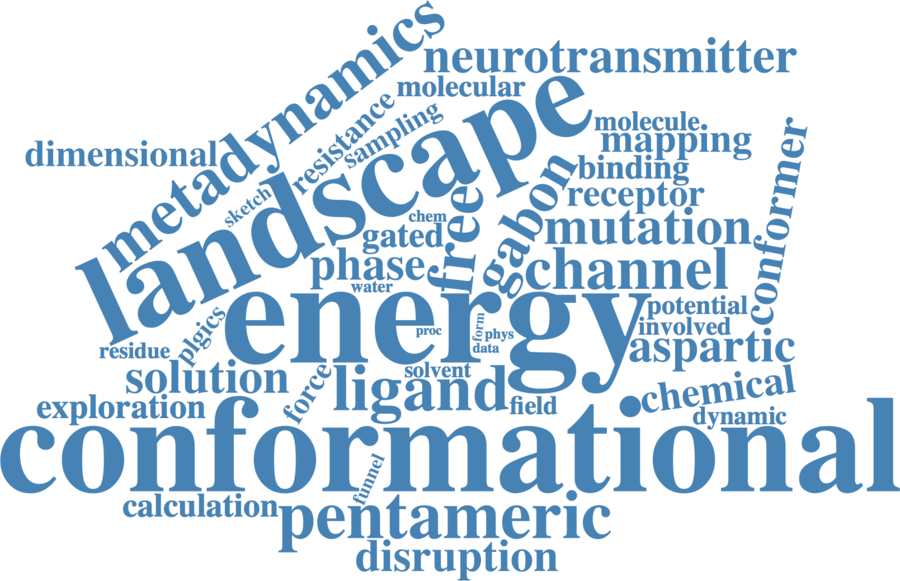 metadynamics
neurotransmitter
molecular
resistance
sampling
landscape
molecule
mapping
dimensional
binding
conformer
receptor
sketch
chem
free
gabon
mutation
gated
phase
channel
water
energy
potential
form
proc
phys
data
involved
plgics
residue
aspartic
solution
force
solvent
ligand
field
chemical
exploration
dynamic
conformational
funnel
calculation
pentameric
disruption